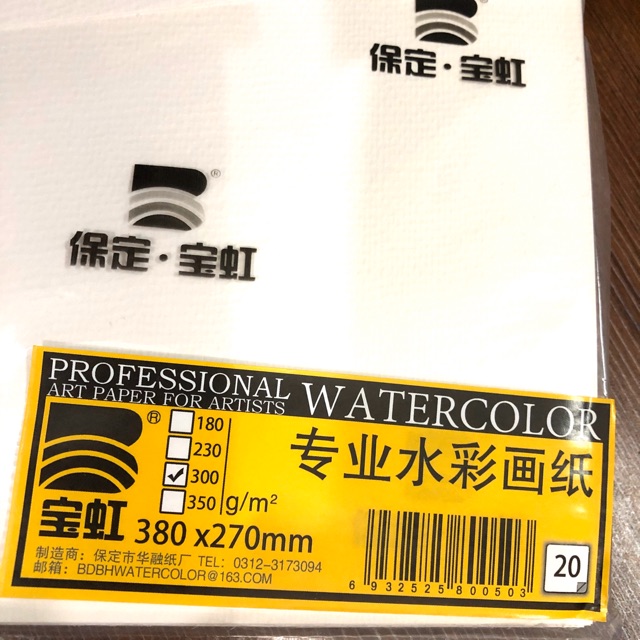 保定·宝虹
®
保定·宝虹
PROFESSIONAL WATERCOLOR
ART PAPER FOR ARTISTS
专业水彩画纸
®
180
230
300
350 g/m²
宝虹
380 x270mm
制造商：保定市华融纸厂 TEL：0312-3173094
邮箱：BDBHWATERCOLOR@163.COM
6 932525 800503
20